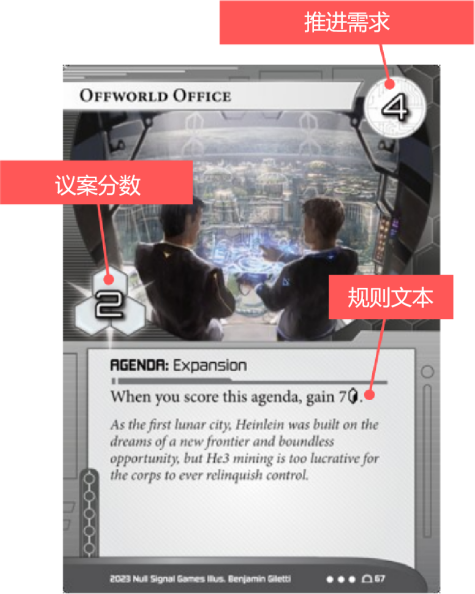 推进需求
OFFWORLD OFFICE
4
议案分数
2
规则文本
AGENDA: Expansion
When you score this agenda, gain 7.
As the first lunar city, Heinlein was built on the
dreams of a new frontier and boundless
opportunity, but He3 mining is too lucrative for
the corps to ever relinquish control.
2023 Null Signal Games Illus. Benjamin Giletti
67